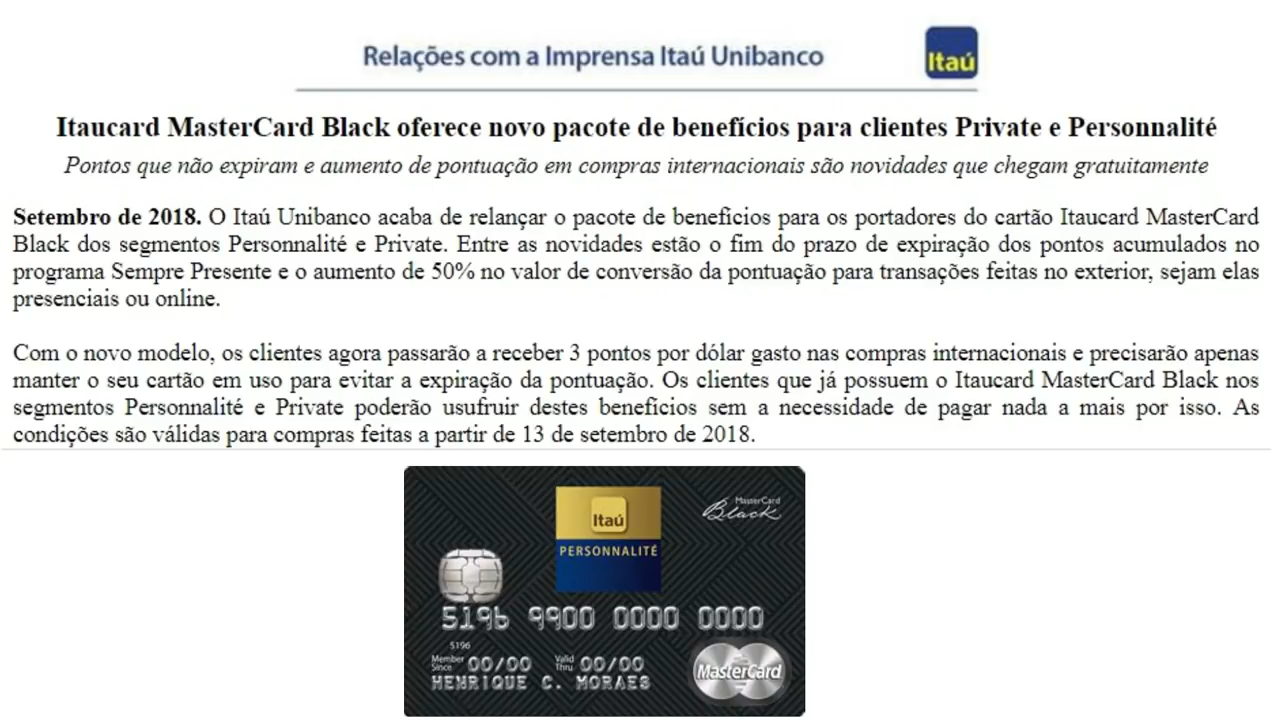 Relações com a Imprensa Itaú Unibanco
Itaú
Itaucard MasterCard Black oferece novo pacote de benefícios para clientes Private e Personnalité
Pontos que não expiram e aumento de pontuação em compras internacionais são novidades que chegam gratuitamente
Setembro de 2018. O Itaú Unibanco acaba de relançar o pacote de benefícios para os portadores do cartão Itaucard MasterCard
Black dos segmentos Personnalité e Private. Entre as novidades estão o fim do prazo de expiração dos pontos acumulados no
programa Sempre Presente e o aumento de 50% no valor de conversão da pontuação para transações feitas no exterior, sejam elas
presenciais ou online.
Com o novo modelo, os clientes agora passarão a receber 3 pontos por dólar gasto nas compras internacionais e precisarão apenas
manter o seu cartão em uso para evitar a expiração da pontuação. Os clientes que já possuem o Itaucard MasterCard Black nos
segmentos Personnalité e Private poderão usufruir destes benefícios sem a necessidade de pagar nada a mais por isso. As
condições são válidas para compras feitas a partir de 13 de setembro de 2018.
Itaú
PERSONNALITÉ
MasterCard
Black
5196 9900 0000 0000
5196
Member Since 00/00 Valid Thru 00/00
HENRIQUE C. MORAES
MasterCard